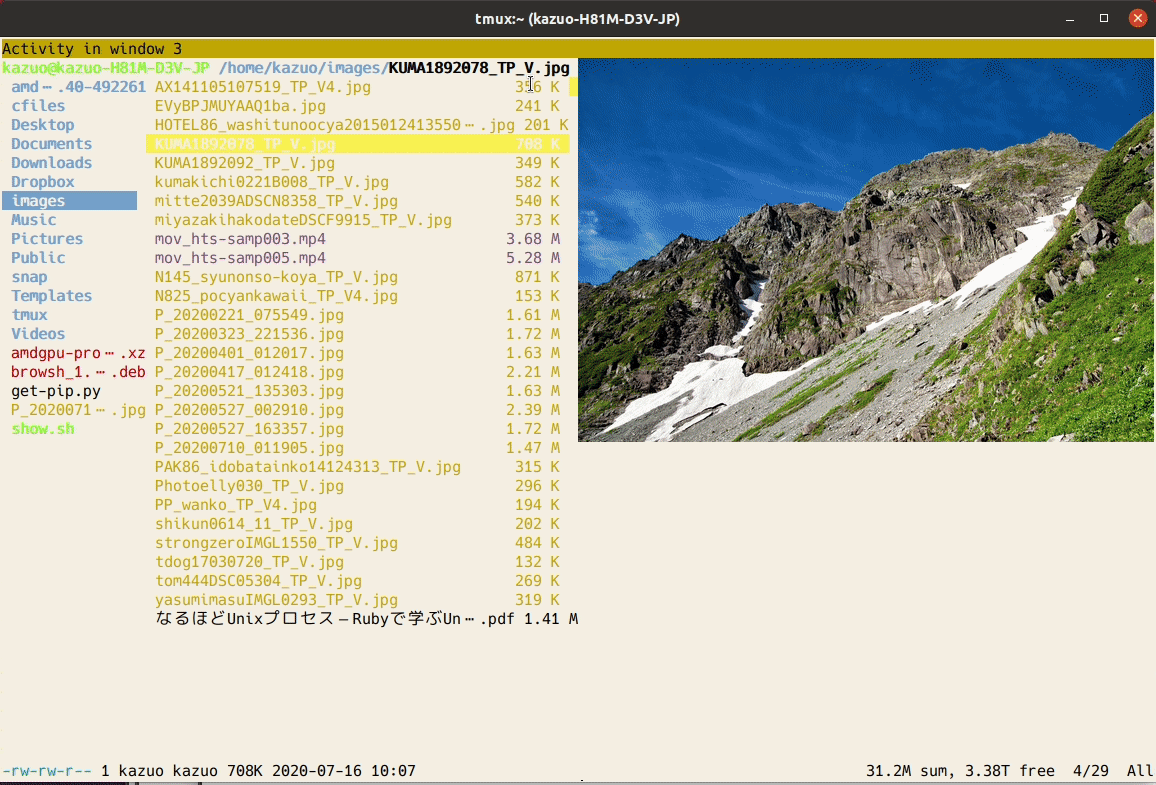 tmux:~ (kazuo-H81M-D3V-JP)
Activity in window 3
kazuo@kazuo-H81M-D3V-JP /home/kazuo/images/KUMA1892078_TP_V.jpg
amd⋯.40-492261 AX141105107519_TP_V4.jpg 356 K
cfiles EVyBPJMUYAAQ1ba.jpg 241 K
Desktop HOTEL86_washitunoocya2015012413550⋯.jpg 201 K
Documents KUMA1892078_TP_V.jpg 708 K
Downloads KUMA1892092_TP_V.jpg 349 K
Dropbox kumakichi0221B008_TP_V.jpg 582 K
images mitte2039ADSCN8358_TP_V.jpg 540 K
Music miyazakihakodateDSCF9915_TP_V.jpg 373 K
Pictures mov_hts-samp003.mp4 3.68 M
Public mov_hts-samp005.mp4 5.28 M
snap N145_syunonso-koya_TP_V.jpg 871 K
Templates N825_pocyankawaii_TP_V4.jpg 153 K
tmux P_20200221_075549.jpg 1.61 M
Videos P_20200323_221536.jpg 1.72 M
amdgpu-pro⋯.xz P_20200401_012017.jpg 1.63 M
browsh_1.⋯.deb P_20200417_012418.jpg 2.21 M
get-pip.py P_20200521_135303.jpg 1.63 M
P_2020071⋯.jpg P_20200527_002910.jpg 2.39 M
show.sh P_20200527_163357.jpg 1.72 M
P_20200710_011905.jpg 1.47 M
PAK86_idobatainko14124313_TP_V.jpg 315 K
Photoelly030_TP_V.jpg 296 K
PP_wanko_TP_V4.jpg 194 K
shikun0614_11_TP_V.jpg 202 K
strongzeroIMGL1550_TP_V.jpg 484 K
tdog17030720_TP_V.jpg 132 K
tom444DSC05304_TP_V.jpg 269 K
yasumimasuIMGL0293_TP_V.jpg 319 K
なるほどUnixプロセス – Rubyで学ぶUn⋯.pdf 1.41 M
-rw-rw-r-- 1 kazuo kazuo 708K 2020-07-16 10:07 31.2M sum, 3.38T free 4/29 All